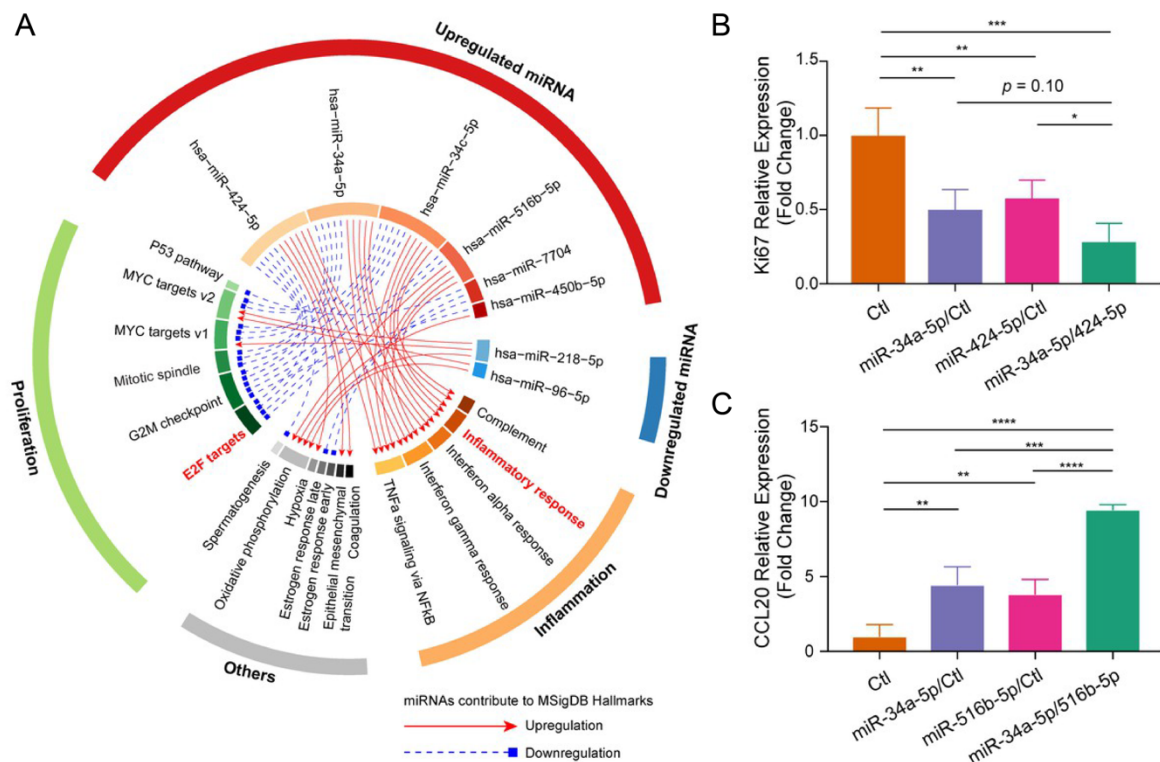 A
Upregulated miRNA
hsa−miR−424−5p
hsa−miR−34a−5p
hsa−miR−34c−5p
hsa−miR−516b−5p
hsa−miR−7704
hsa−miR−450b−5p
Downregulated miRNA
hsa−miR−218−5p
hsa−miR−96−5p
Proliferation
P53 pathway
MYC targets v2
MYC targets v1
Mitotic spindle
G2M checkpoint
E2F targets
Others
Spermatogenesis
Oxidative phosphorylation
Hypoxia
Estrogen response late
Estrogen response early
Epithelial mesenchymal
transition
Coagulation
Inflammation
TNFa signaling via NFkB
Interferon gamma response
Interferon alpha response
Inflammatory response
Complement
miRNAs contribute to MSigDB Hallmarks
Upregulation
Downregulation
B
Ki67 Relative Expression
(Fold Change)
1.5
1.0
0.5
0.0
***
**
**
p = 0.10
*
Ctl
miR-34a-5p/Ctl
miR-424-5p/Ctl
miR-34a-5p/424-5p
C
CCL20 Relative Expression
(Fold Change)
15
10
5
0
****
***
**
****
**
Ctl
miR-34a-5p/Ctl
miR-516b-5p/Ctl
miR-34a-5p/516b-5p